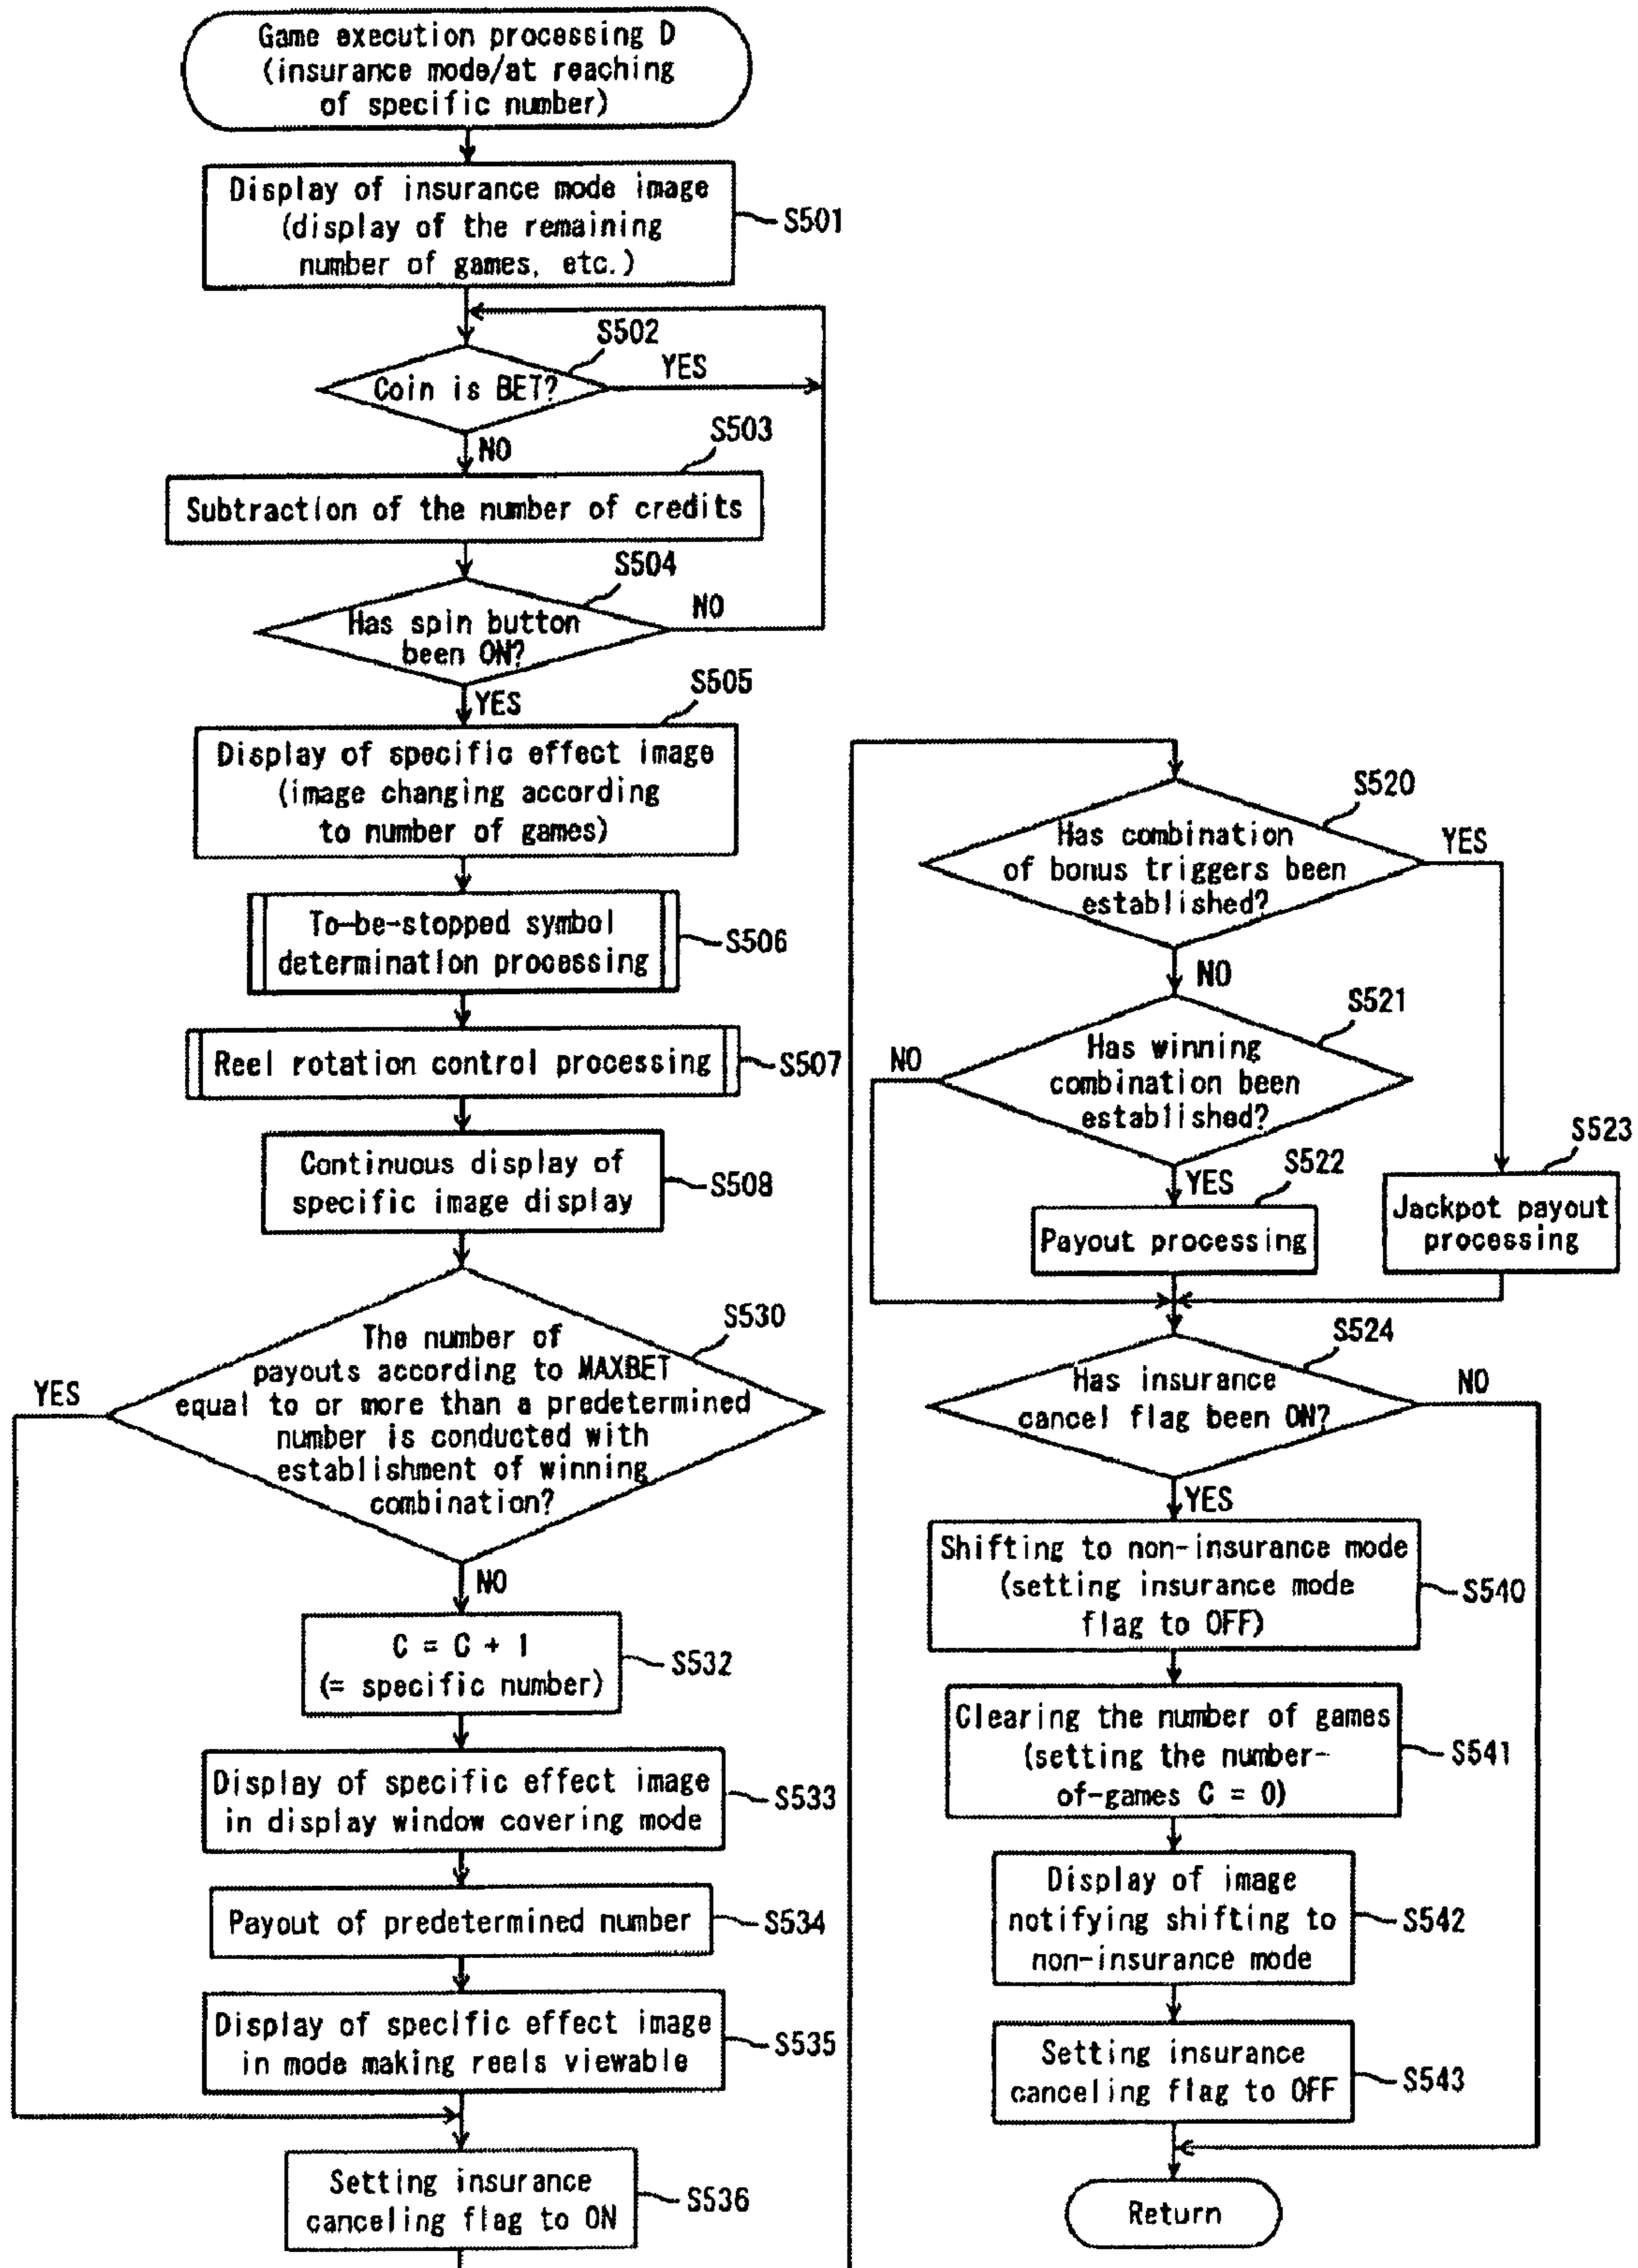 Game execution processing D
(insurance mode/at reaching
of specific number)
Display of insurance mode image
(display of the remaining
number of games, etc.)
S501
S502
Coin is BET?
YES
NO
S503
Subtraction of the number of credits
S504
Has spin button
been ON?
NO
YES
S505
Display of specific effect image
(image changing according
to number of games)
To-be-stopped symbol
determination processing
S506
Reel rotation control processing
S507
Continuous display of
specific image display
S508
S530
The number of
payouts according to MAXBET
equal to or more than a predetermined
number is conducted with
establishment of winning
combination?
YES
NO
C = C + 1
(= specific number)
S532
Display of specific effect image
in display window covering mode
S533
Payout of predetermined number
S534
Display of specific effect image
in mode making reels viewable
S535
Setting insurance
canceling flag to ON
S536
S520
Has combination
of bonus triggers been
established?
YES
NO
S521
Has winning
combination been
established?
NO
YES
S522
Payout processing
S523
Jackpot payout
processing
S524
Has insurance
cancel flag been ON?
NO
YES
Shifting to non-insurance mode
(setting insurance mode
flag to OFF)
S540
Clearing the number of games
(setting the number-
of-games C = 0)
S541
Display of image
notifying shifting to
non-insurance mode
S542
Setting insurance
canceling flag to OFF
S543
Return